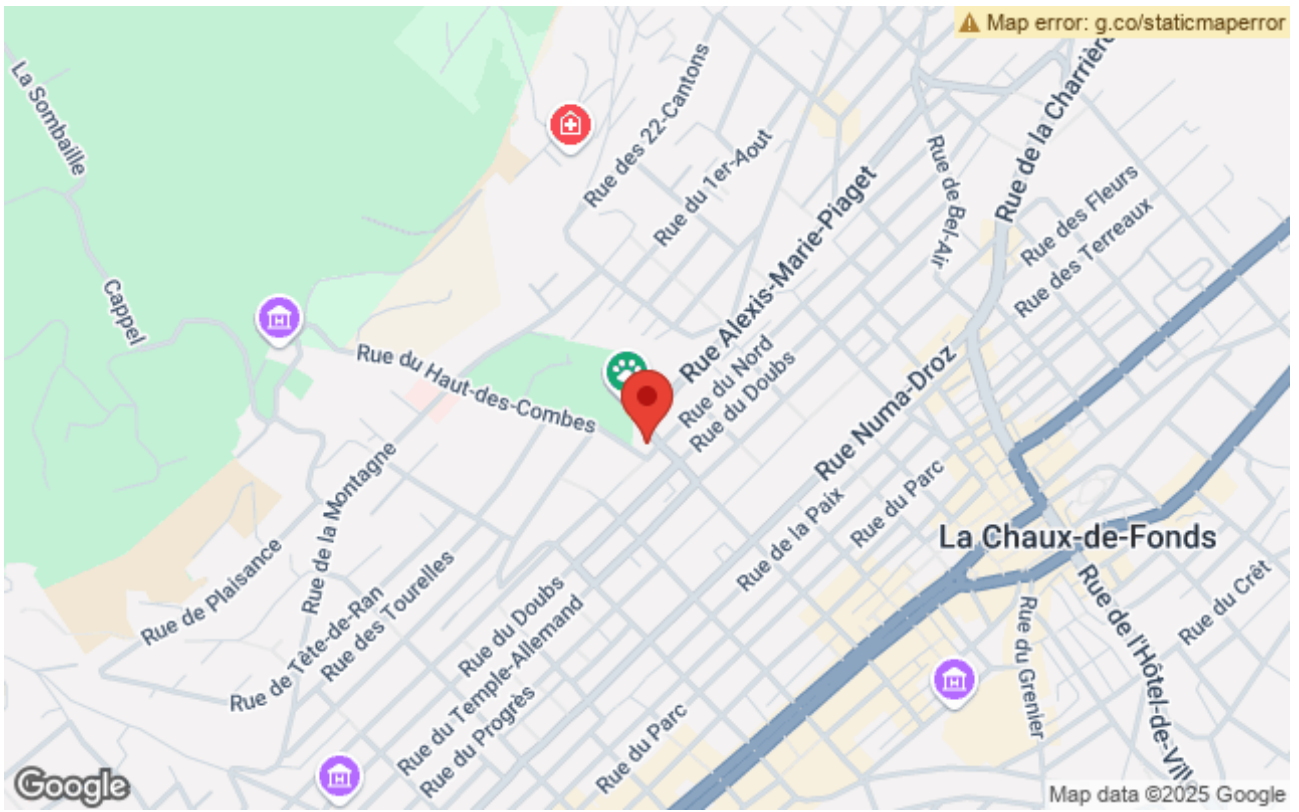 Map error: g.co/staticmaperror
La Sombaille
Rue des 22-Cantons
Rue du 1er-Aout
Rue de la Charrière
Rue de Bel-Air
Rue des Fleurs
Rue des Terreaux
Rue Alexis-Marie-Piaget
Cappel
Rue du Haut-des-Combes
Rue du Nord
Rue du Doubs
Rue Numa-Droz
Rue de la Montagne
Rue du Parc
Rue de la Paix
La Chaux-de-Fonds
Rue de Plaisance
Rue de Tête-de-Ran
Rue des Tourelles
Rue du Doubs
Rue du Temple-Allemand
Rue du Progrès
Rue du Parc
Rue du Grenier
Rue de l'Hôtel-de-Ville
Rue du Crêt
H
H
H
Google
Map data ©2025 Google